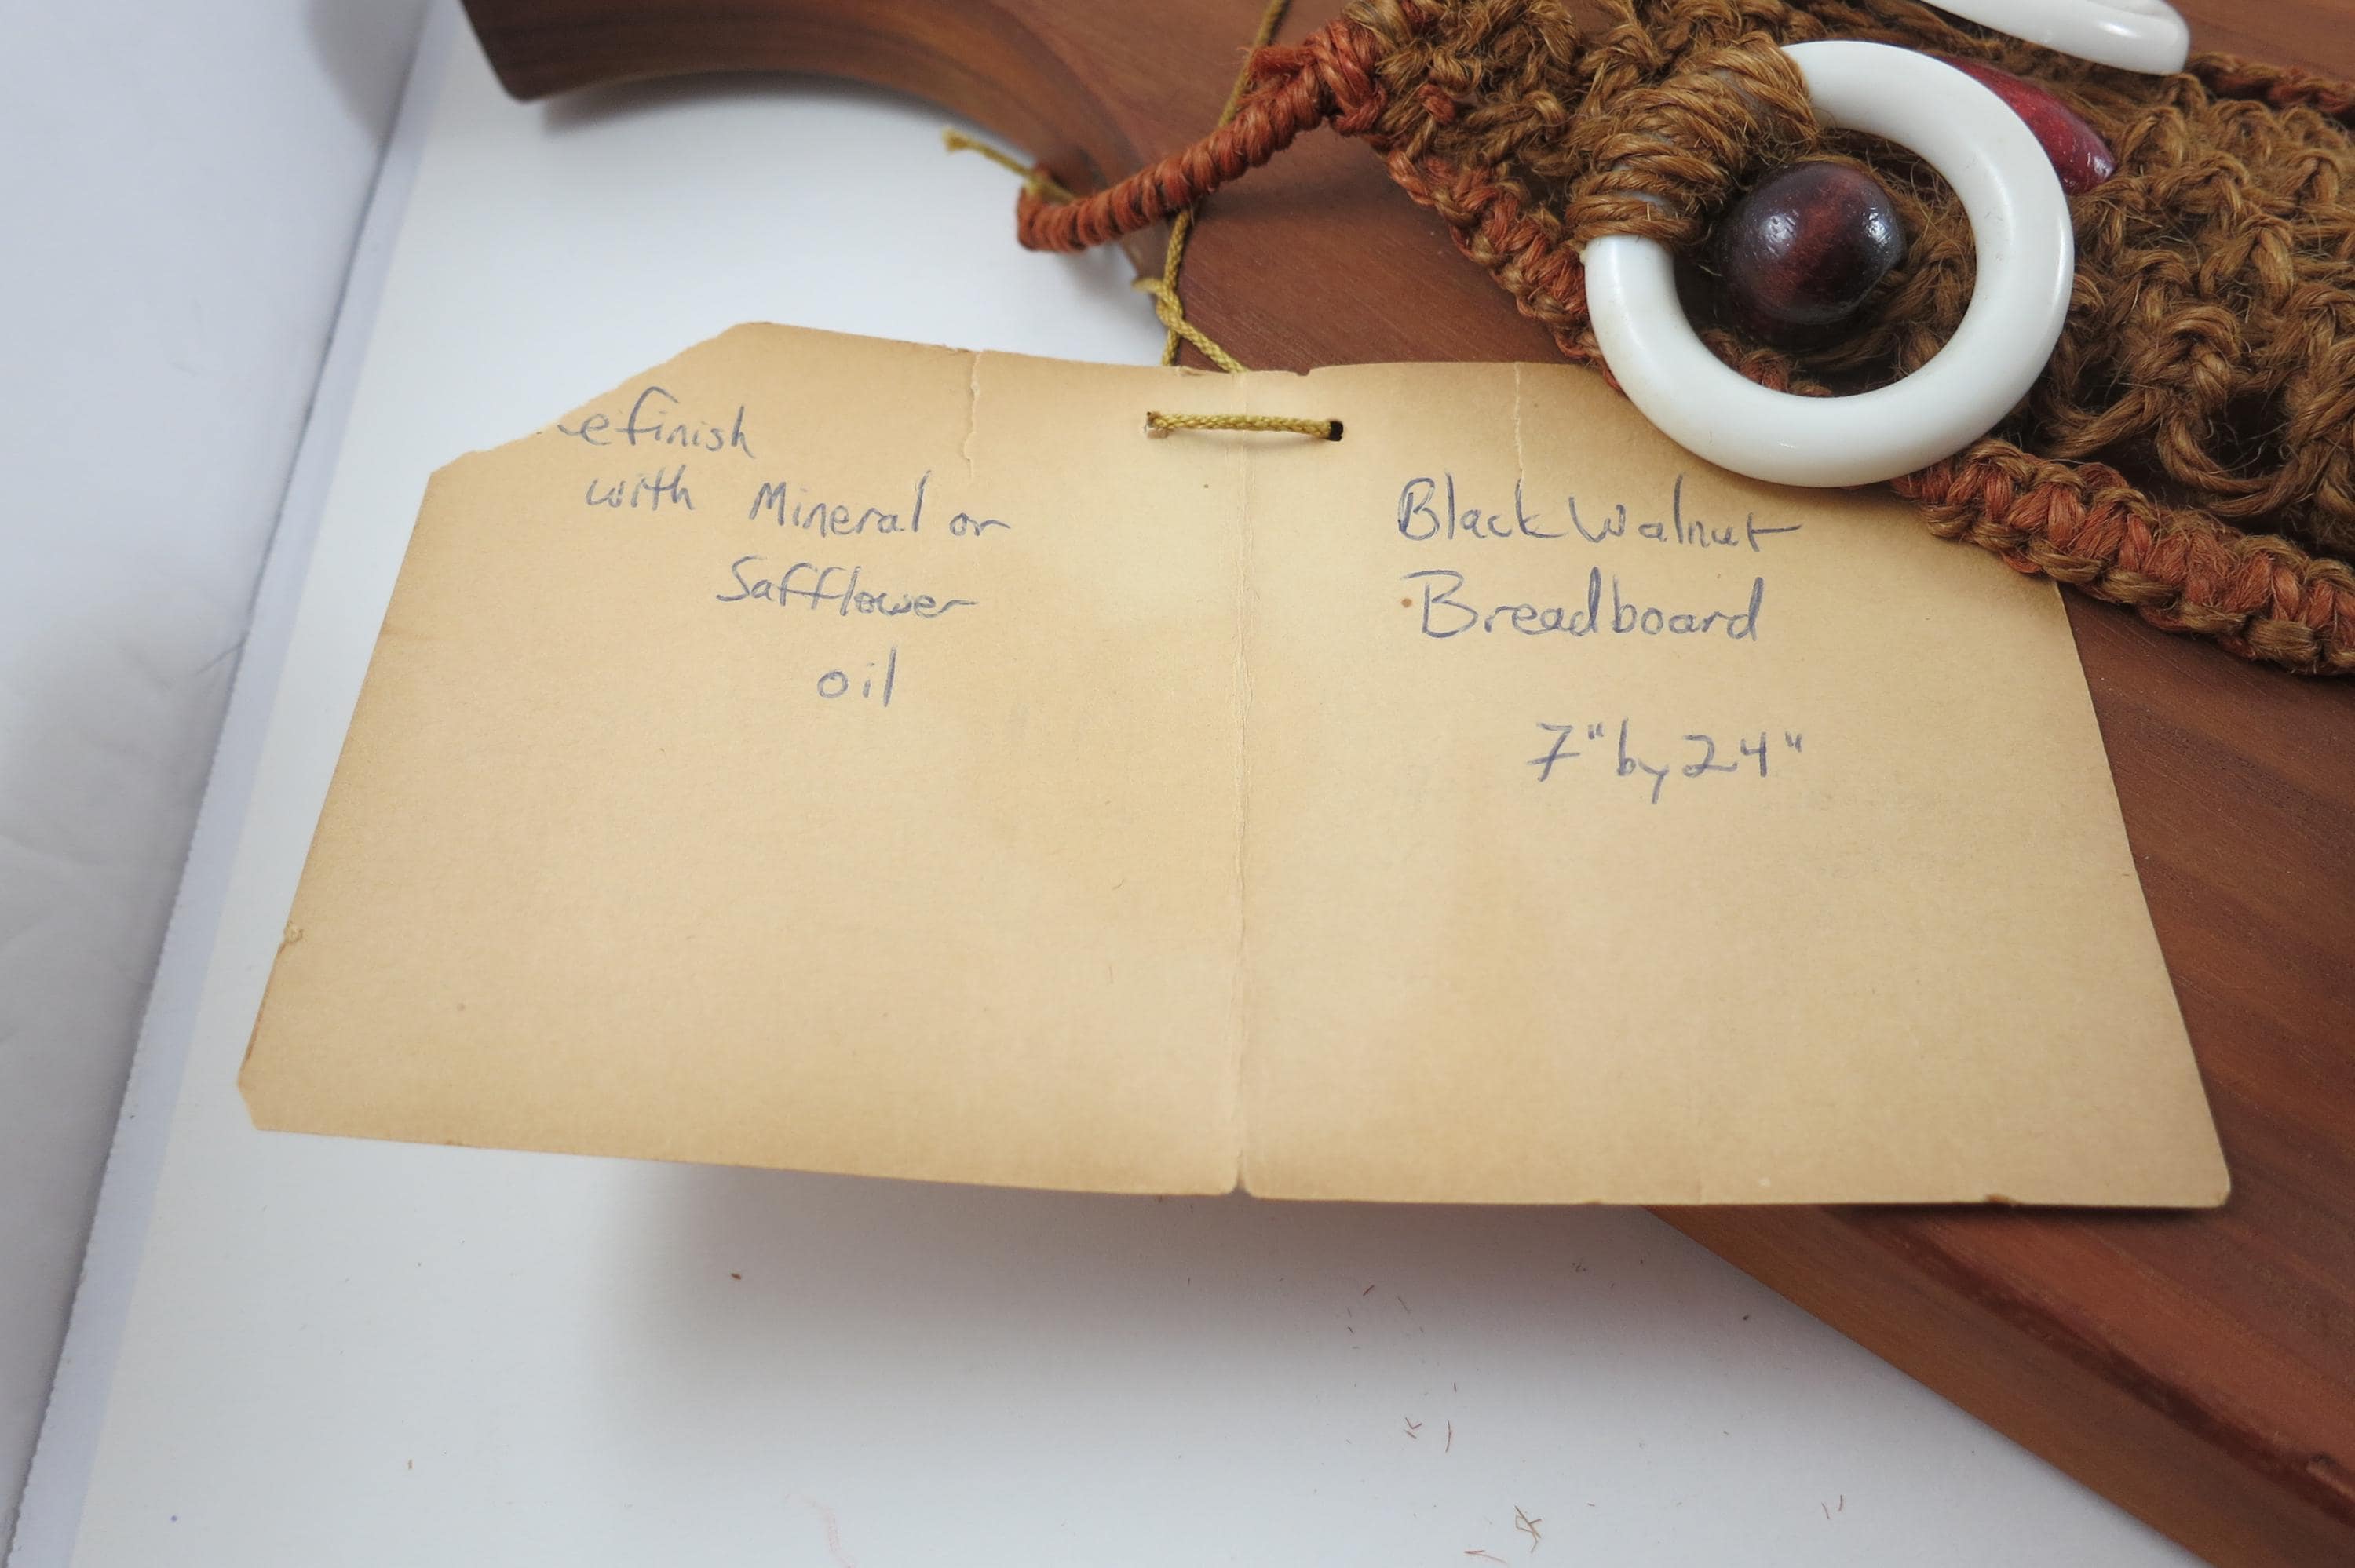 efinish
with Mineral or
Safflower
oil
Black Walnut
Breadboard
7" by 24"